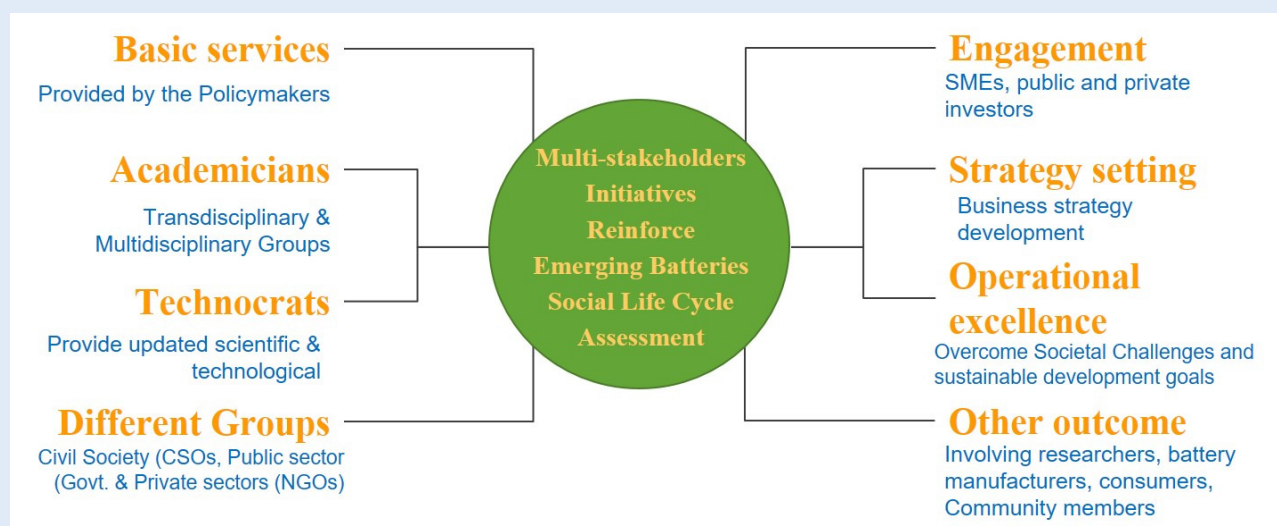 Basic services
Provided by the Policymakers
Academicians
Transdisciplinary &
Multidisciplinary Groups
Technocrats
Provide updated scientific &
technological
Different Groups
Civil Society (CSOs, Public sector
(Govt. & Private sectors (NGOs)
Multi-stakeholders
Initiatives
Reinforce
Emerging Batteries
Social Life Cycle
Assessment
Engagement
SMEs, public and private
investors
Strategy setting
Business strategy
development
Operational
excellence
Overcome Societal Challenges and
sustainable development goals
Other outcome
Involving researchers, battery
manufacturers, consumers,
Community members